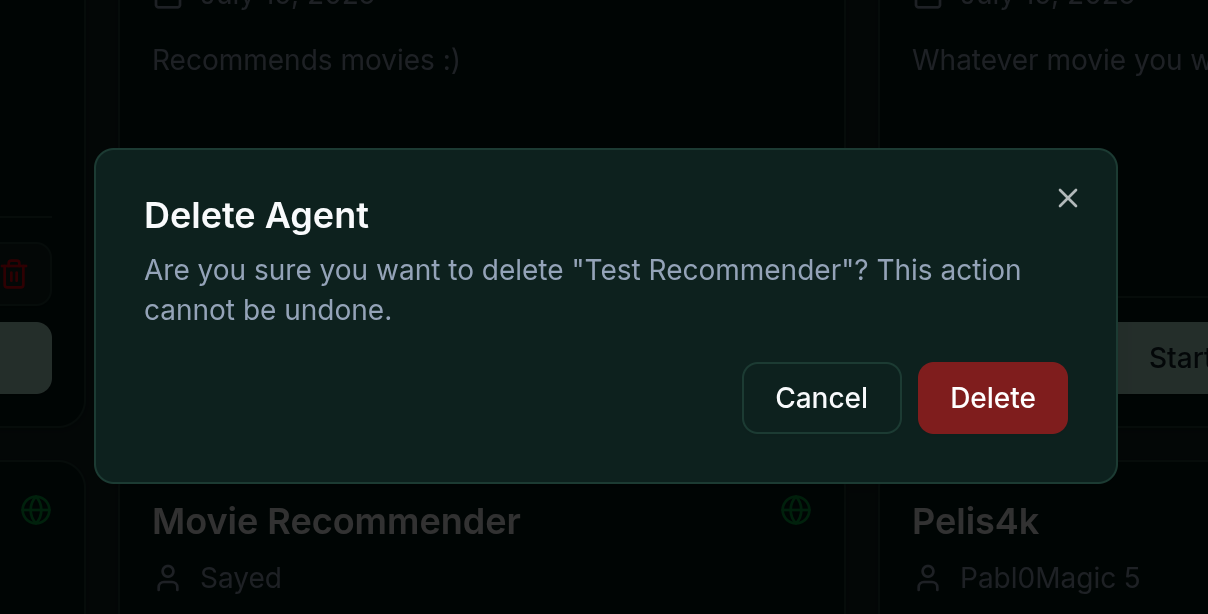 Recommends movies :)
Whatever movie you w
Delete Agent
Are you sure you want to delete "Test Recommender"? This action
cannot be undone.
Start
Cancel
Delete
Movie Recommender
Pelis4k
Sayed
Pabl0Magic 5